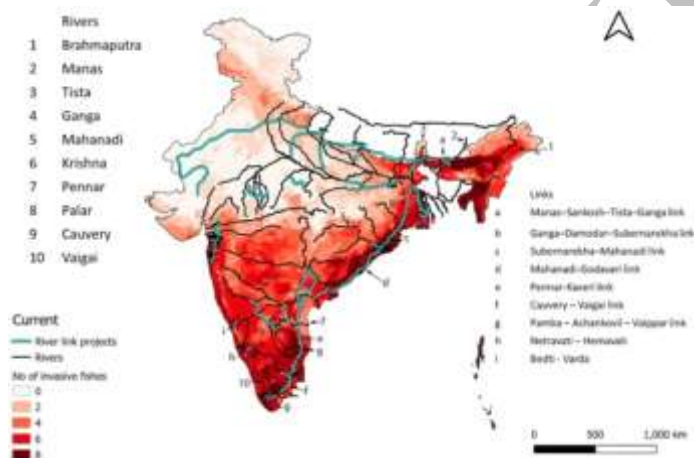 Rivers
1 Brahmaputra
2 Manas
3 Tista
4 Ganga
5 Mahanadi
6 Krishna
7 Pennar
8 Palar
9 Cauvery
10 Vaigai
Current
River link projects
Rivers
No of invasive fishes
0
2
4
6
8
Links
a Manas-Sankosh-Tista-Ganga link
b Ganga-Damodar-Subernarekha link
c Subernarekha-Mahanadi link
d Mahanadi-Godavari link
e Pennar-Kaveri link
f Cauvery – Vaigai link
g Pamba – Achankovil – Vaippar link
h Netravati – Hemavati
i Bedti - Varda
0 500 1,000 km
1
2
d
10